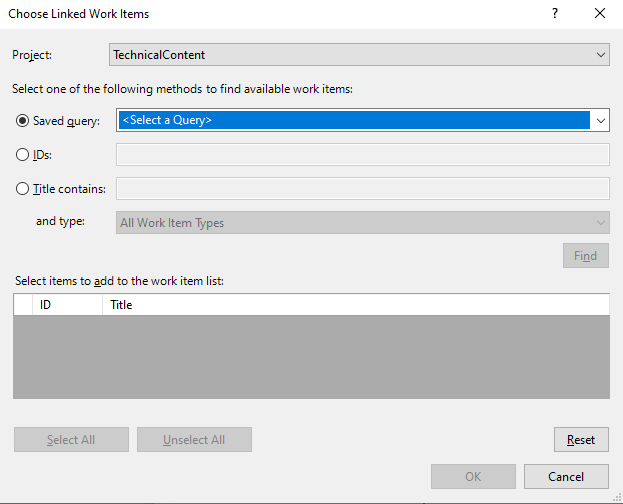 Choose Linked Work Items
?
Project: TechnicalContent
Select one of the following methods to find available work items:
Saved query: <Select a Query>
IDs:
Title contains:
and type: All Work Item Types
Find
Select items to add to the work item list:
ID Title
Select All Unselect All Reset
OK Cancel